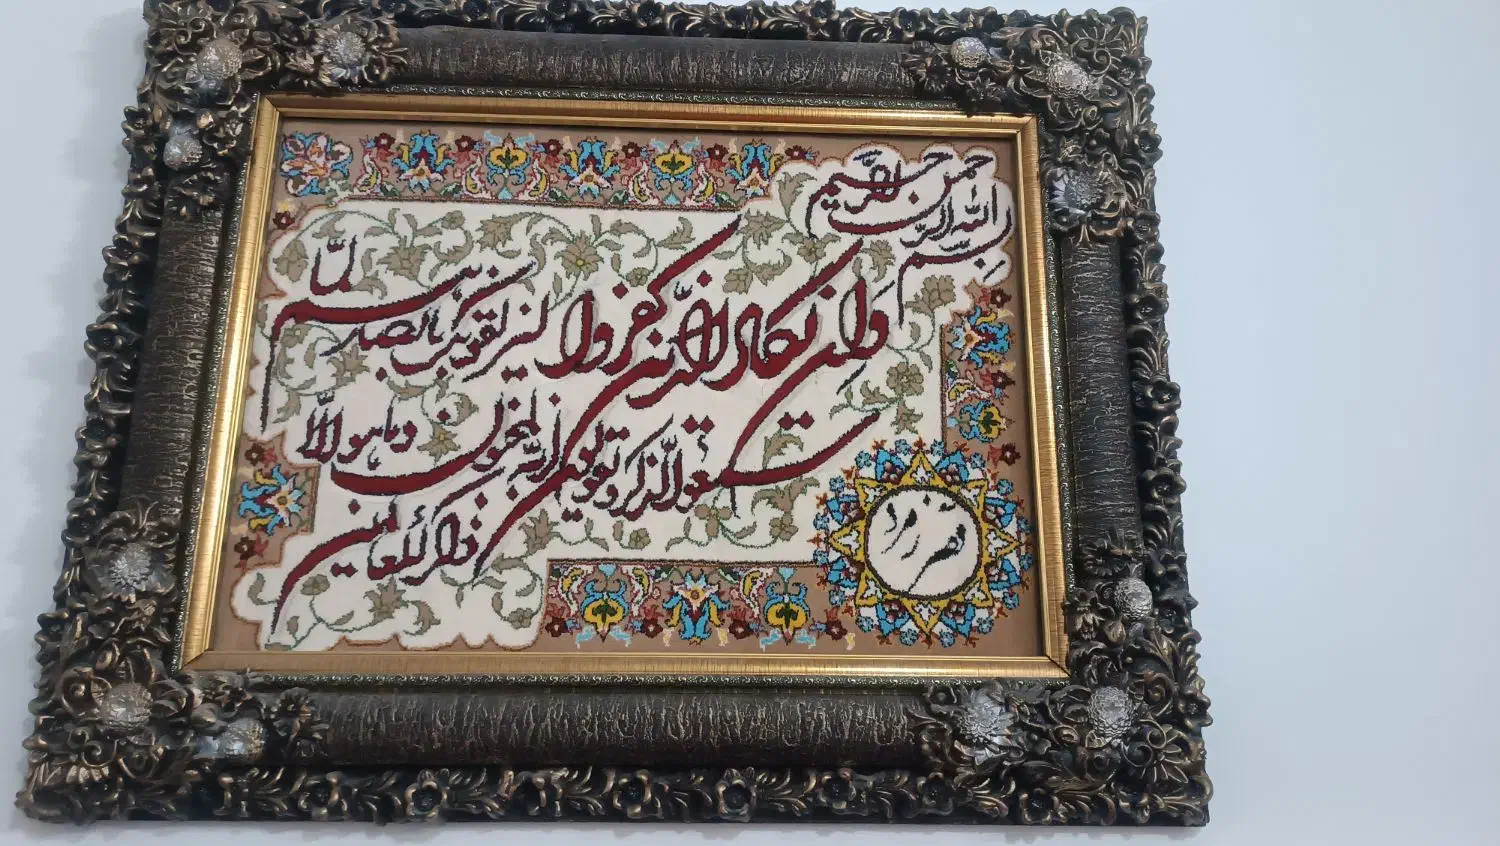 بسم الله الرحمن الرحیم
وان یکاد الذین کفروا لیزلقونک بابصارهم لما
سمعوا الذکر و یقولون انه لمجنون و ما هو الا
ذکر للعالمین